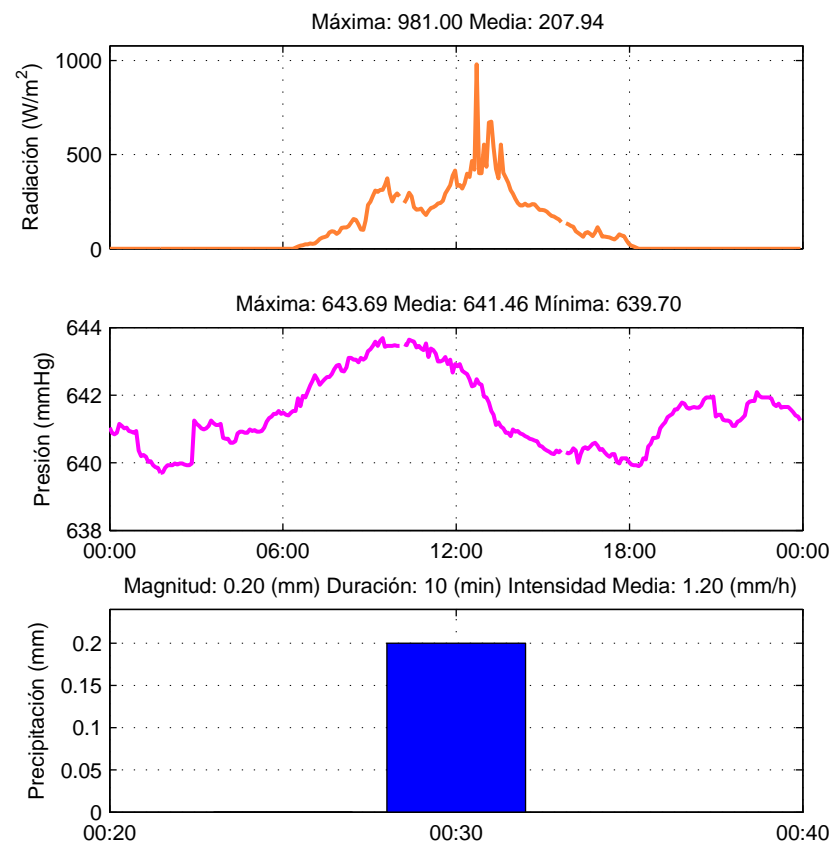 Máxima: 981.00 Media: 207.94
1000
500
0
Radiación (W/m²)
Máxima: 643.69 Media: 641.46 Mínima: 639.70
644
642
640
638
Presión (mmHg)
00:00 06:00 12:00 18:00 00:00
Magnitud: 0.20 (mm) Duración: 10 (min) Intensidad Media: 1.20 (mm/h)
0.2
0.15
0.1
0.05
0
Precipitación (mm)
00:20 00:30 00:40